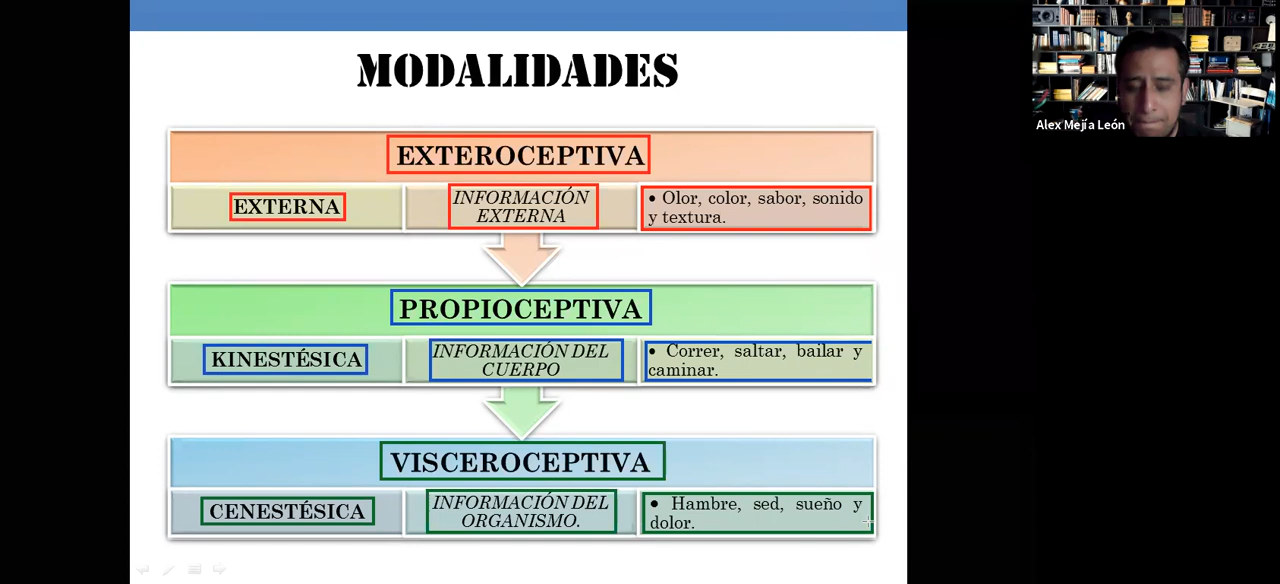 MODALIDADES
Alex Mejía León
EXTEROCEPTIVA
EXTERNA
INFORMACIÓN
EXTERNA
• Olor, color, sabor, sonido
y textura.
PROPIOCEPTIVA
KINESTÉSICA
INFORMACIÓN DEL
CUERPO
• Correr, saltar, bailar y
caminar.
VISCEROCEPTIVA
CENESTÉSICA
INFORMACIÓN DEL
ORGANISMO.
• Hambre, sed, sueño y
dolor.